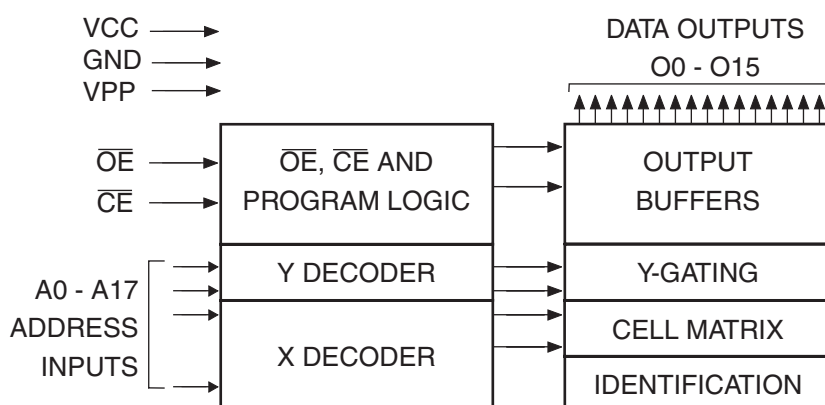 VCC
GND
VPP
OE
CE
A0 - A17
ADDRESS
INPUTS
OE, CE AND
PROGRAM LOGIC
Y DECODER
X DECODER
DATA OUTPUTS
O0 - O15
OUTPUT
BUFFERS
Y-GATING
CELL MATRIX
IDENTIFICATION